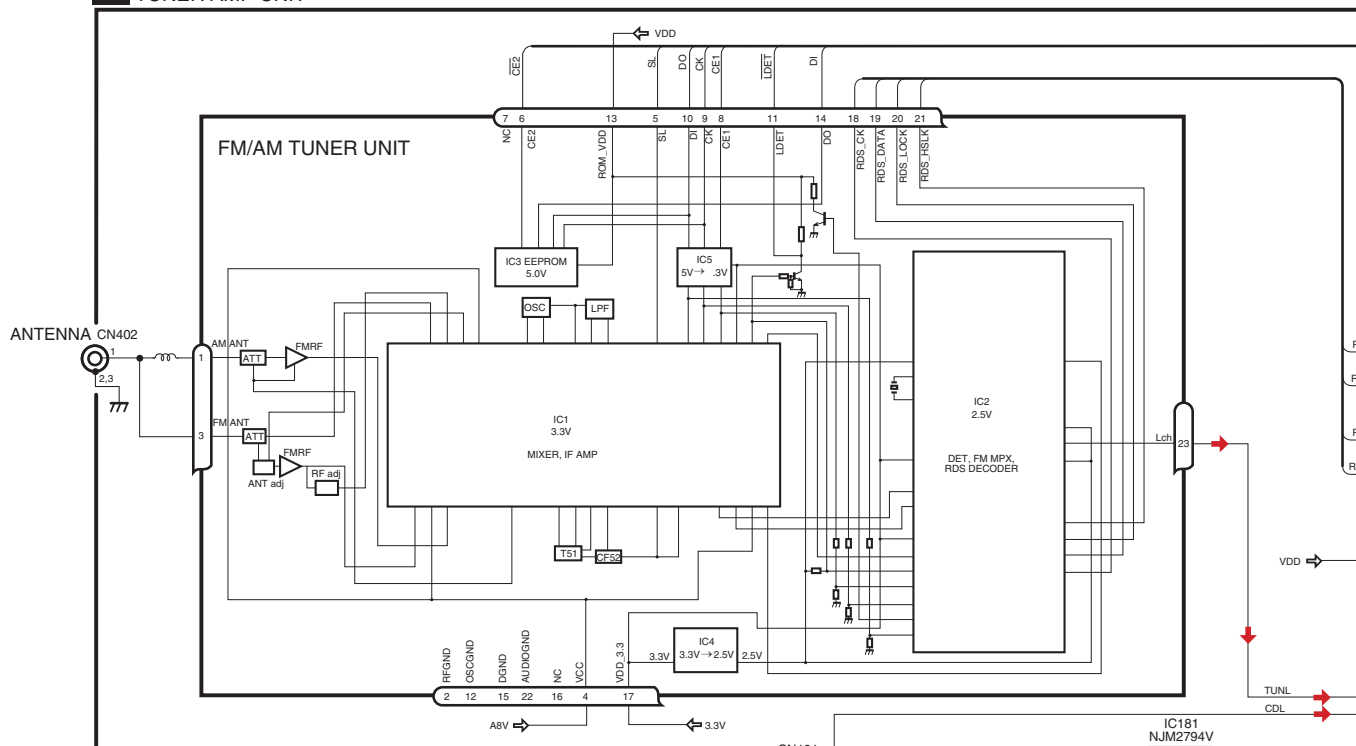 TUNER AMP UNIT
VDD
CE2
SL
DO
CK
CE1
LDET
DI
7 6 13 5 10 9 8 11 14 18 19 20 21
NC
CE2
ROM_VDD
SL
DI
CK
CE1
LDET
DO
RDS_CK
RDS_DATA
RDS_LOCK
RDS_HSLK
FM/AM TUNER UNIT
IC3 EEPROM
5.0V
IC5
5V→ .3V
OSC
LPF
ANTENNA CN402
1
2,3
1
AM ANT
ATT
FMRF
3
FM ANT
ATT
FMRF
ANT adj
RF adj
IC1
3.3V
MIXER, IF AMP
IC2
2.5V
DET, FM MPX,
RDS DECODER
Lch
23
T51
CF52
VDD
IC4
3.3V 3.3V→2.5V 2.5V
RFGND
OSCGND
DGND
AUDIOGND
NC
VCC
VDD_3.3
2 12 15 22 16 4 17
A8V
3.3V
TUNL
CDL
IC181
NJM2794V